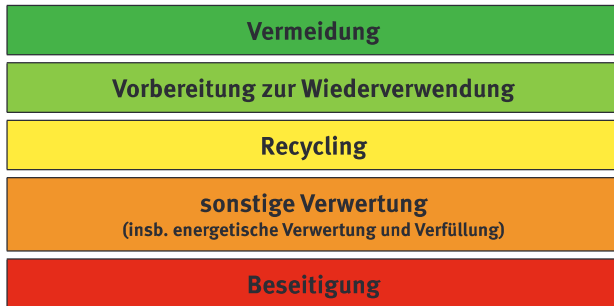 Vermeidung
Vorbereitung zur Wiederverwendung
Recycling
sonstige Verwertung
(insb. energetische Verwertung und Verfüllung)
Beseitigung